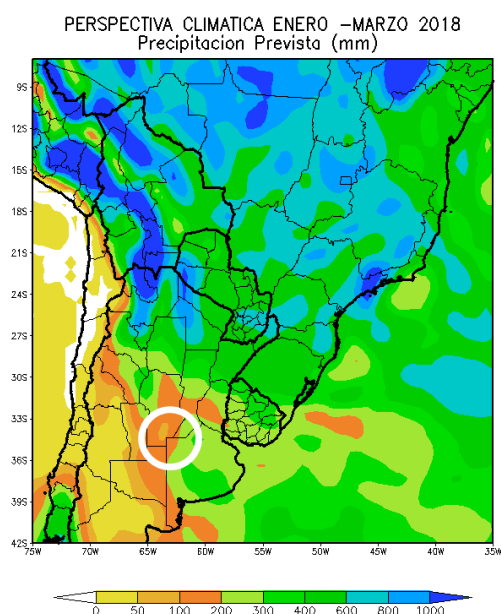 PERSPECTIVA CLIMATICA ENERO -MARZO 2018
Precipitacion Prevista (mm)
9S
12S
15S
18S
21S
24S
27S
30S
33S
36S
39S
42S
75W 70W 65W 60W 55W 50W 45W 40W 35W
0 50 100 200 300 400 600 800 1000